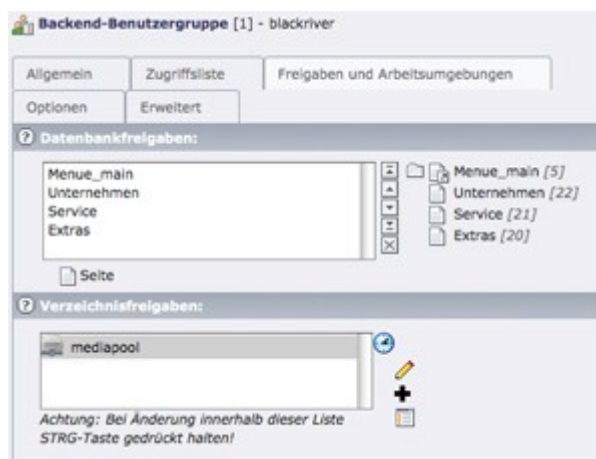 Backend-Benutzergruppe [1] - blackriver
Allgemein
Zugriffsliste
Freigaben und Arbeitsumgebungen
Optionen
Erweitert
Datenbankfreigaben:
Menue_main
Unternehmen
Service
Extras
Menue_main [5]
Unternehmen [22]
Service [21]
Extras [20]
Seite
Verzeichnisfreigaben:
mediapool
Achtung: Bei Änderung innerhalb dieser Liste
STRG-Taste gedrückt halten!